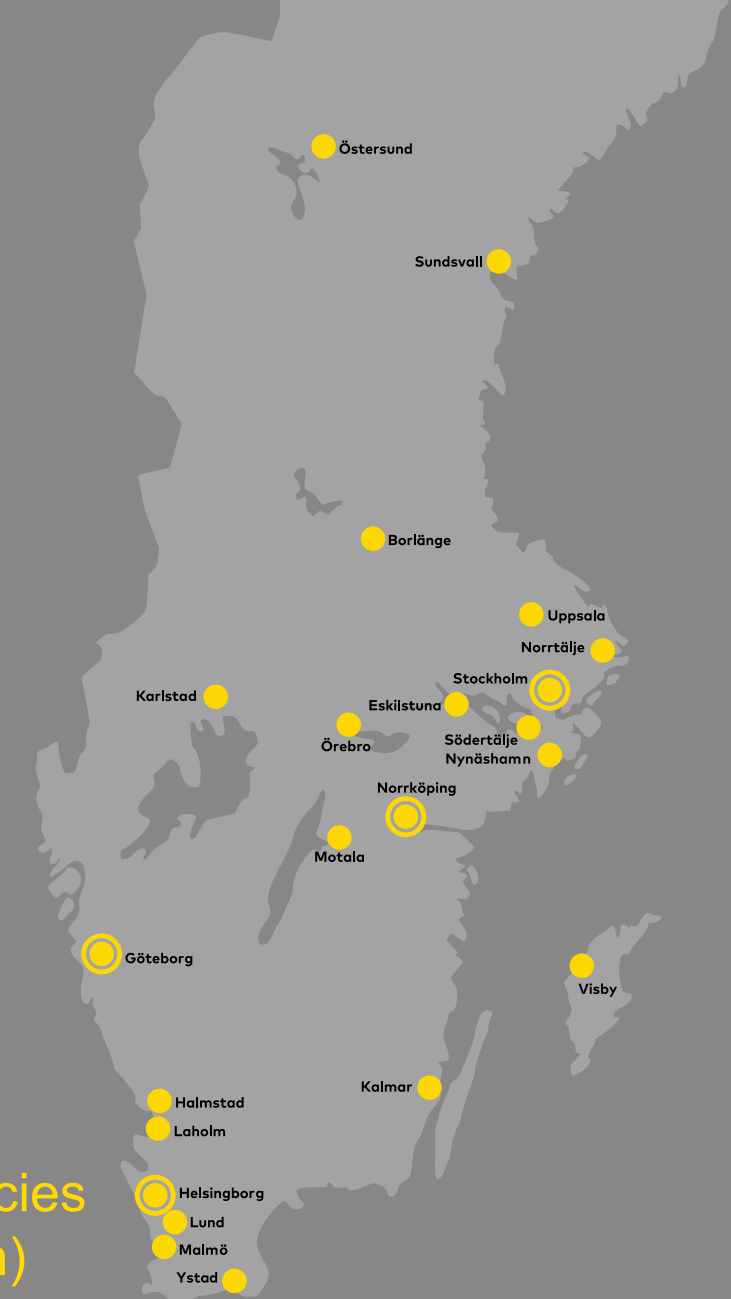 Östersund
Sundsvall
Borlänge
Uppsala
Norrtälje
Stockholm
Karlstad
Eskilstuna
Örebro
Södertälje
Nynäshamn
Norrköping
Motala
Göteborg
Visby
Kalmar
Halmstad
Laholm
cies
Helsingborg
Lund
n)
Malmö
Ystad